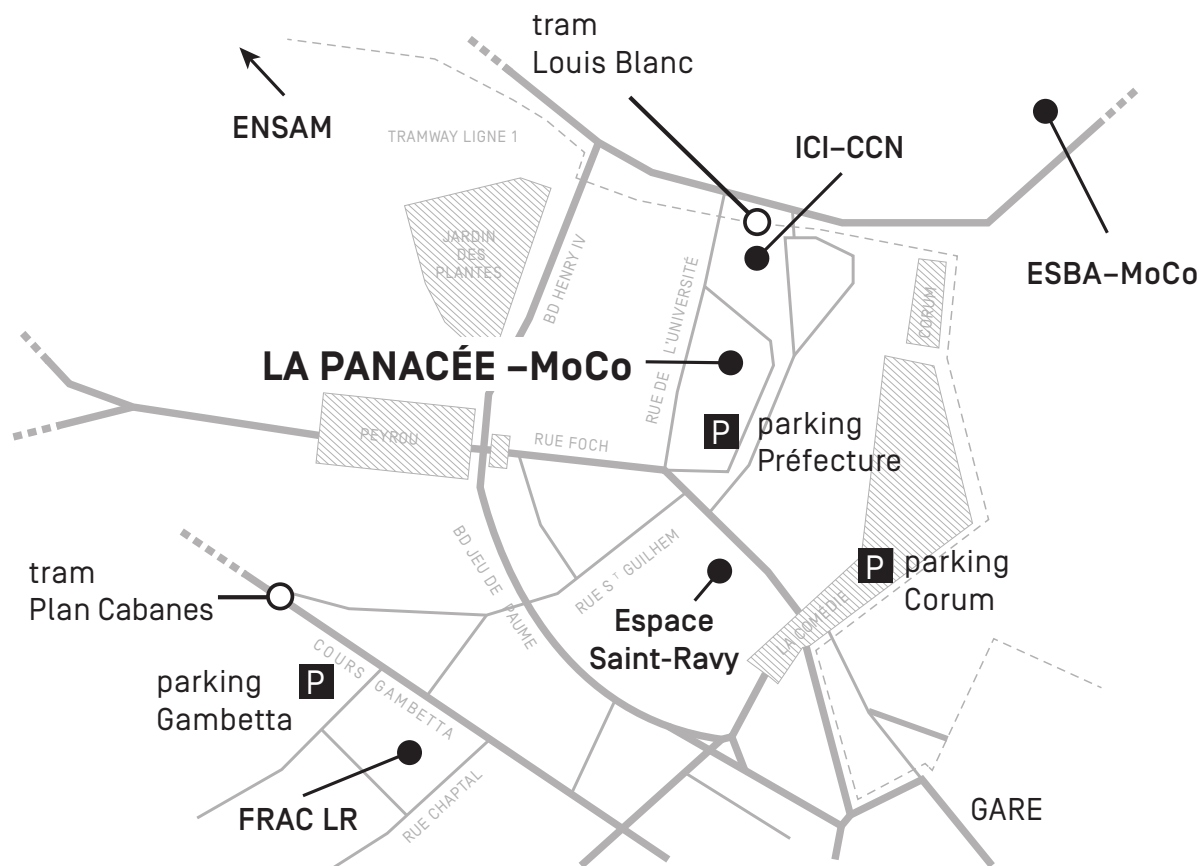 tram
Louis Blanc
ENSAM
TRAMWAY LIGNE 1
ICI–CCN
ESBA–MoCo
JARDIN
DES
PLANTES
BD HENRY IV
RUE DE L'UNIVERSITÉ
CORUM
LA PANACÉE –MoCo
P
parking
Préfecture
PEYROU
RUE FOCH
BD JEU DE PAUME
RUE ST GUILHEM
P
parking
Corum
tram
Plan Cabanes
Espace
Saint-Ravy
LA COMÉDIE
COURS GAMBETTA
parking
Gambetta
P
FRAC LR
RUE CHAPTAL
GARE